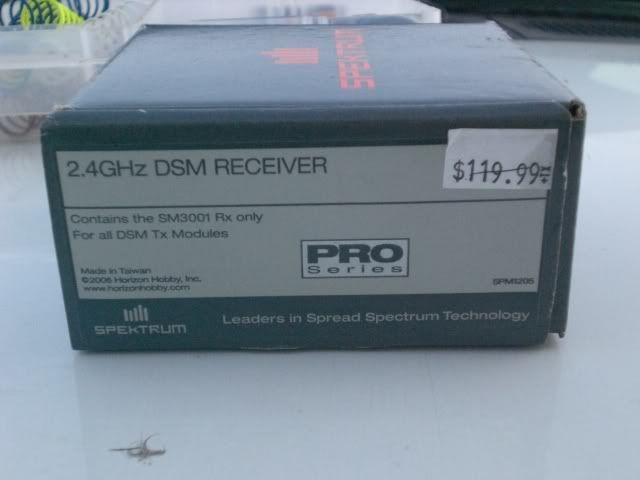 SPEKTRUM
2.4GHz DSM RECEIVER
$119.99
Contains the SM3001 Rx only
For all DSM Tx Modules
PRO
Series
Made in Taiwan
©2006 Horizon Hobby, Inc.
www.horizonhobby.com
SPM1205
SPEKTRUM
Leaders in Spread Spectrum Technology